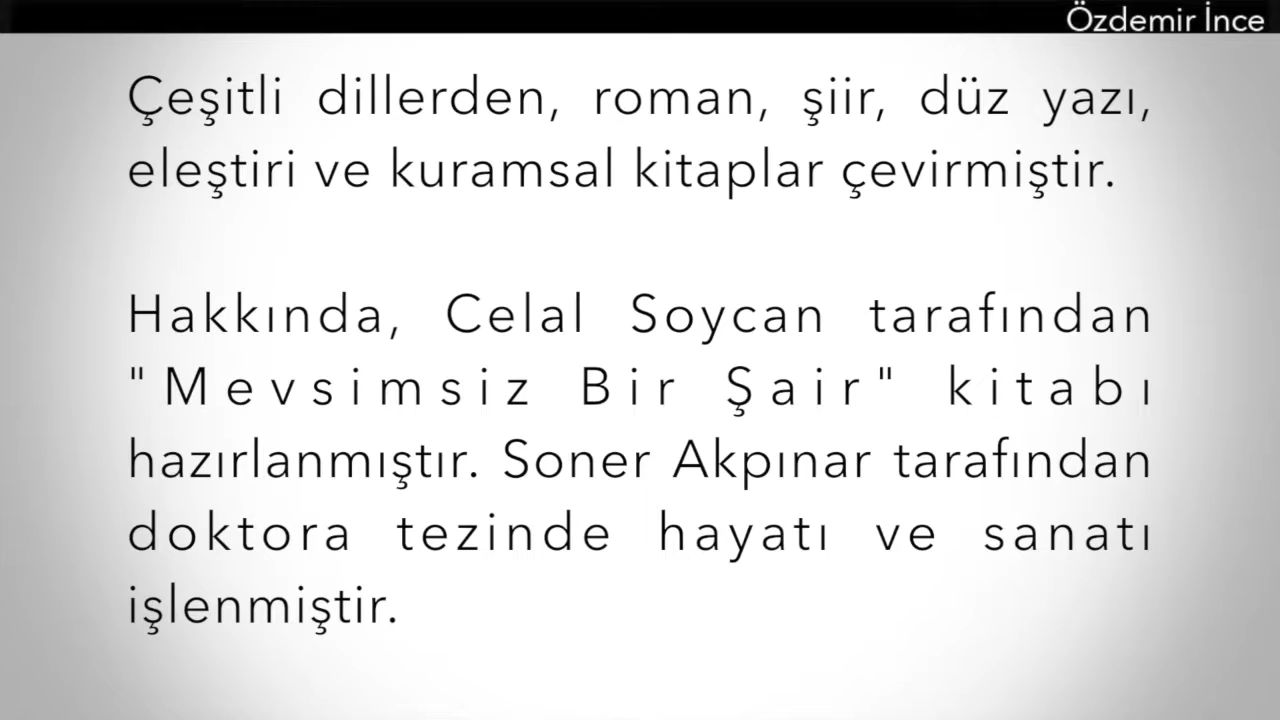 Özdemir İnce
Çeşitli dillerden, roman, şiir, düz yazı,
eleştiri ve kuramsal kitaplar çevirmiştir.
Hakkında, Celal Soycan tarafından
"Mevsimsiz Bir Şair" kitabı
hazırlanmıştır. Soner Akpınar tarafından
doktora tezinde hayatı ve sanatı
işlenmiştir.